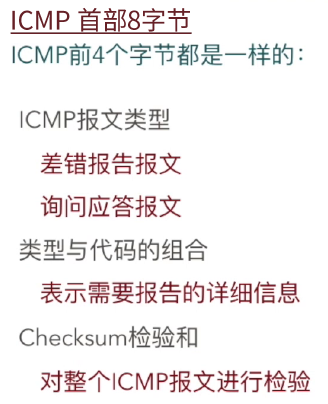 ICMP 首部8字节
ICMP前4个字节都是一样的：
ICMP报文类型
差错报告报文
询问应答报文
类型与代码的组合
表示需要报告的详细信息
Checksum检验和
对整个ICMP报文进行检验